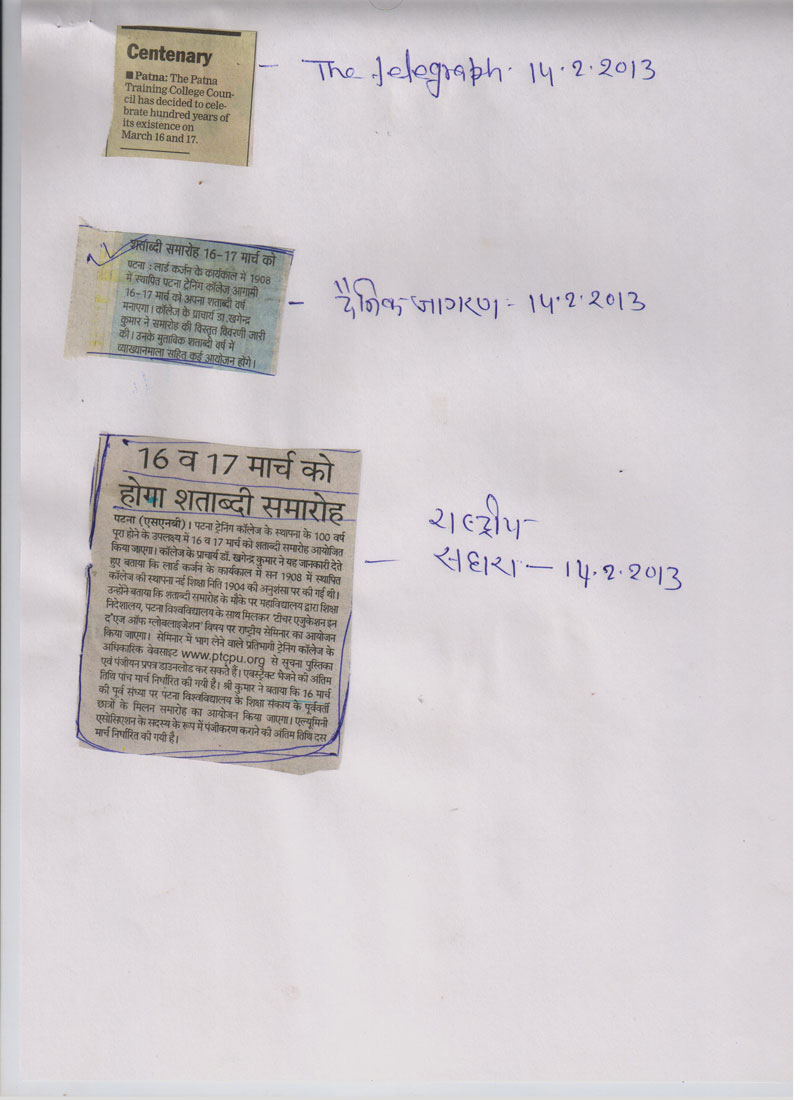 Centenary
■ Patna: The Patna
Training College Coun-
cil has decided to cele-
brate hundred years of
its existence on
March 16 and 17.
— The Telegraph. 14.2.2013
शताब्दी समारोह 16-17 मार्च को
पटना : लार्ड कर्जन के कार्यकाल में 1908
में स्थापित पटना ट्रेनिंग कॉलेज आगामी
16-17 मार्च को अपना शताब्दी वर्ष
मनाएगा। कॉलेज के प्राचार्य डा.खगेन्द्र
कुमार ने समारोह की विस्तृत विवरणी जारी
की। उनके मुताबिक शताब्दी वर्ष में
व्याख्यानमाला सहित कई आयोजन होंगे।
— दैनिक जागरण - 14.2.2013
16 व 17 मार्च को
होगा शताब्दी समारोह
पटना (एसएनबी)। पटना ट्रेनिंग कॉलेज के स्थापना के 100 वर्ष
पूरा होने के उपलक्ष्य में 16 व 17 मार्च को शताब्दी समारोह आयोजित
किया जाएगा। कॉलेज के प्राचार्य डॉ. खगेन्द्र कुमार ने यह जानकारी देते
हुए बताया कि लार्ड कर्जन के कार्यकाल में सन 1908 में स्थापित
कॉलेज की स्थापना नई शिक्षा निति 1904 की अनुशंसा पर की गई थी।
उन्होंने बताया कि शताब्दी समारोह के मौके पर महाविद्यालय द्वारा शिक्षा
निदेशालय, पटना विश्वविद्यालय के साथ मिलकर 'टीचर एजुकेशन इन
द'एज ऑफ ग्लोबलाइजेशन' विषय पर राष्ट्रीय सेमिनार का आयोजन
किया जाएगा। सेमिनार में भाग लेने वाले प्रतिभागी ट्रेनिंग कॉलेज के
अधिकारिक वेवसाइट www.ptcpu.org से सूचना पुस्तिका
एवं पंजीयन प्रपत्र डाउनलोड कर सकते हैं। एवस्ट्रैक्ट भेजने की अंतिम
तिथि पांच मार्च निर्धारित की गयी है। श्री कुमार ने बताया कि 16 मार्च
की पूर्व संध्या पर पटना विश्वविद्यालय के शिक्षा संकाय के पूर्ववर्ती
छात्रों के मिलन समारोह का आयोजन किया जाएगा। एल्यूमिनी
एसोसिएशन के सदस्य के रूप में पंजीकरण कराने की अंतिम तिथि दस
मार्च निर्धारित की गयी है।
राष्ट्रीय
— सहारा — 14.2.2013